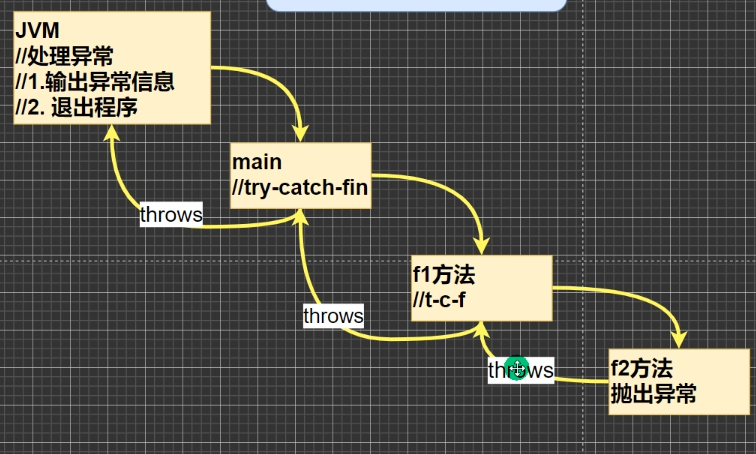 JVM
//处理异常
//1.输出异常信息
//2. 退出程序
main
//try-catch-fin
throws
f1方法
//t-c-f
throws
f2方法
抛出异常
throws